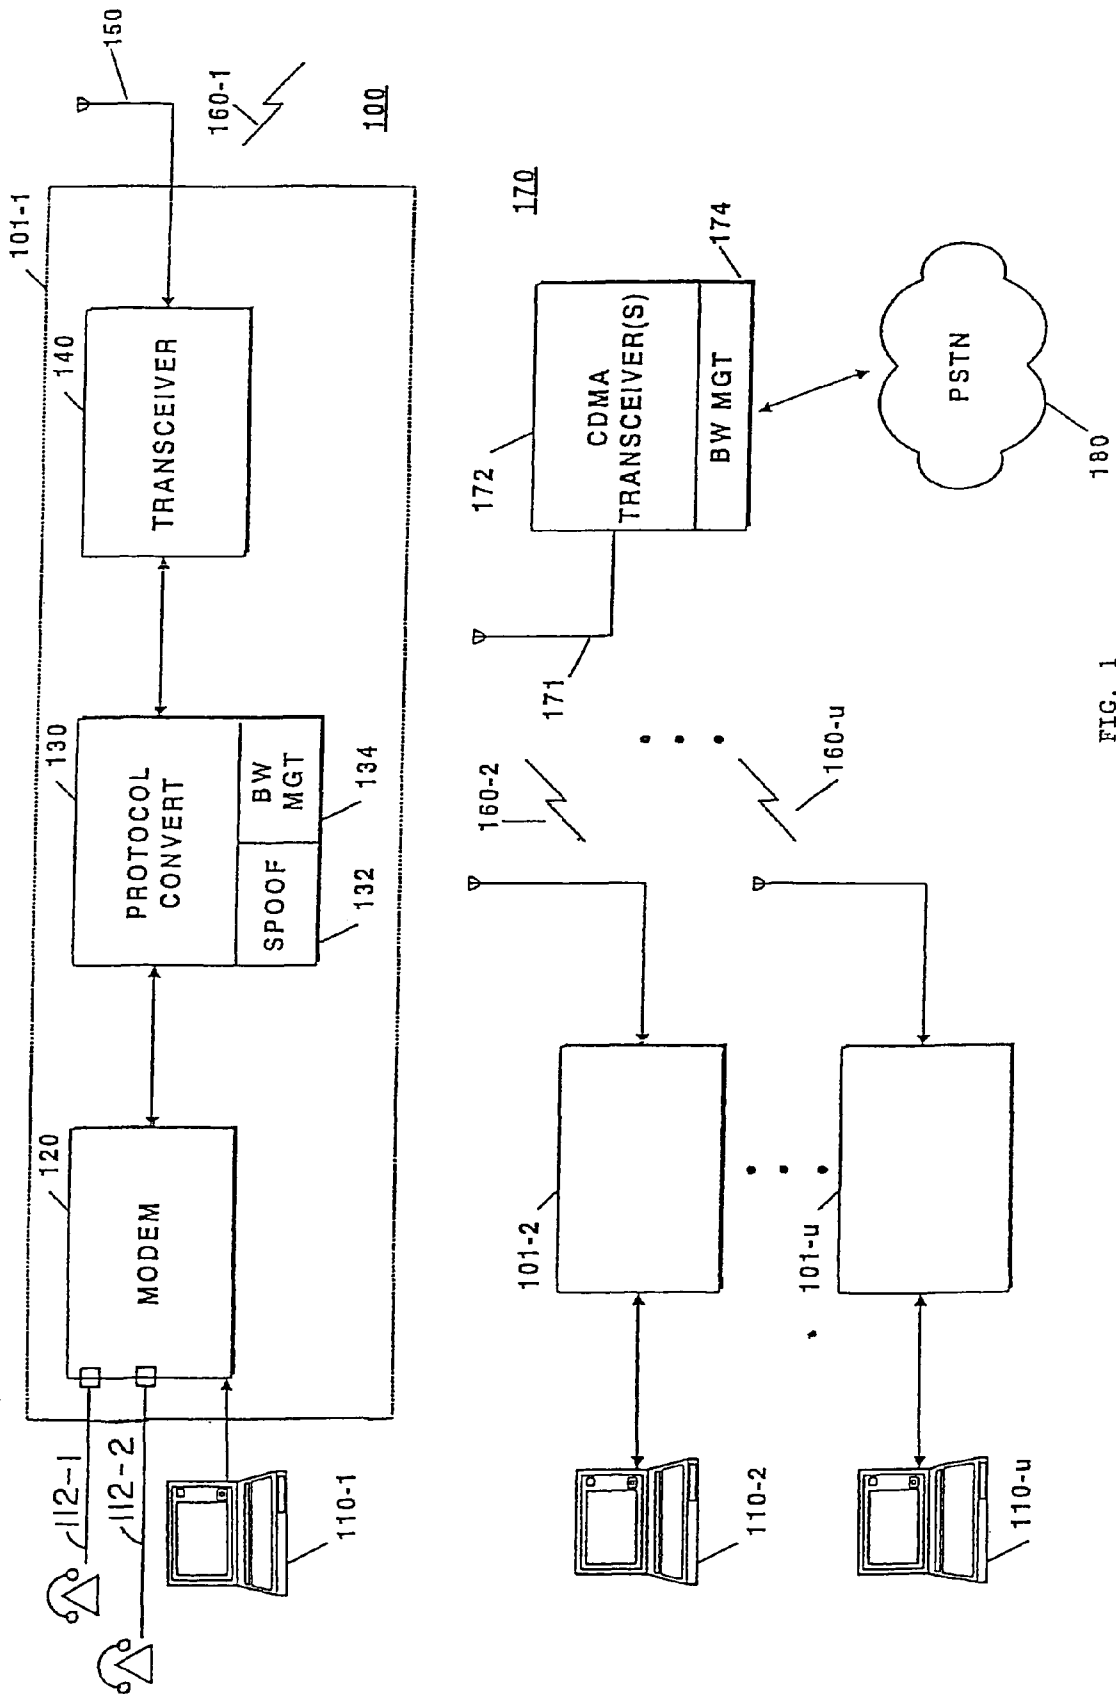 101-1
150
140
130
120
TRANSCEIVER
PROTOCOL
CONVERT
SPOOF
BW
MGT
132
134
MODEM
112-1
112-2
110-1
160-1
100
170
172
CDMA
TRANSCEIVER(S)
BW MGT
174
171
160-2
160-u
PSTN
180
101-2
101-u
110-2
110-u
FIG. 1